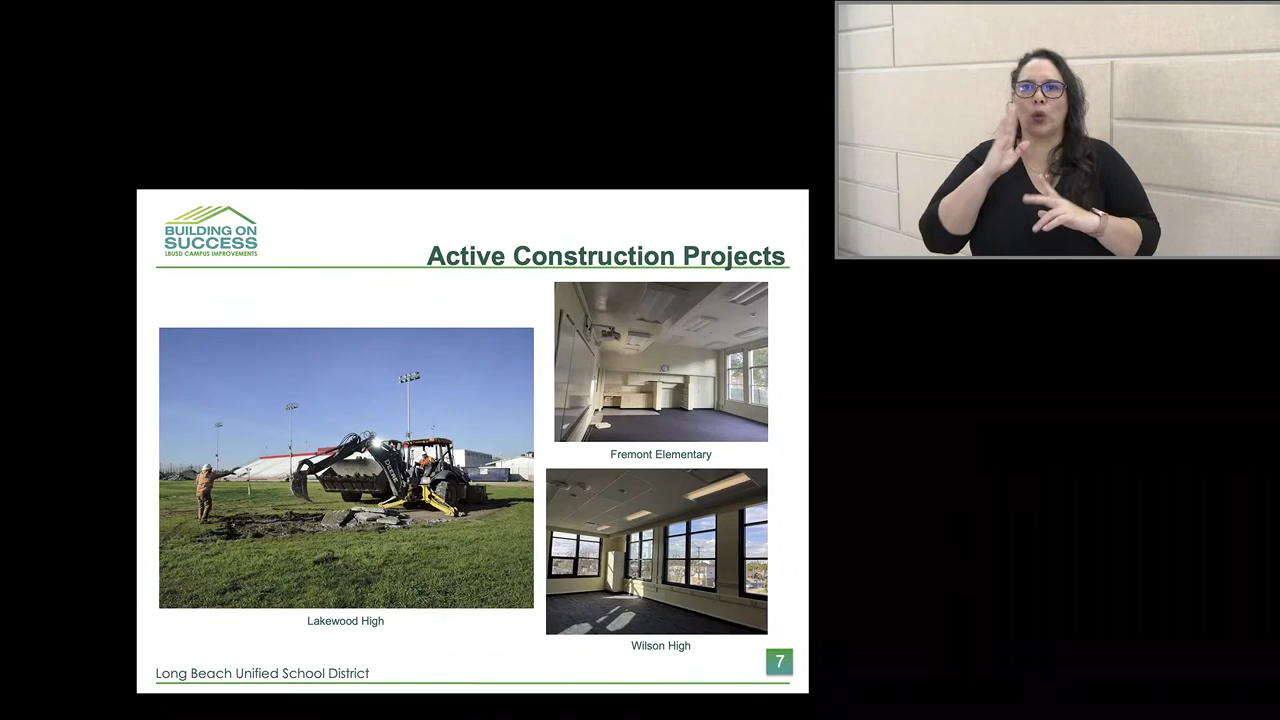 BUILDING ON
SUCCESS
LBUSD CAMPUS IMPROVEMENTS
Active Construction Projects
Fremont Elementary
Lakewood High
Wilson High
Long Beach Unified School District
7